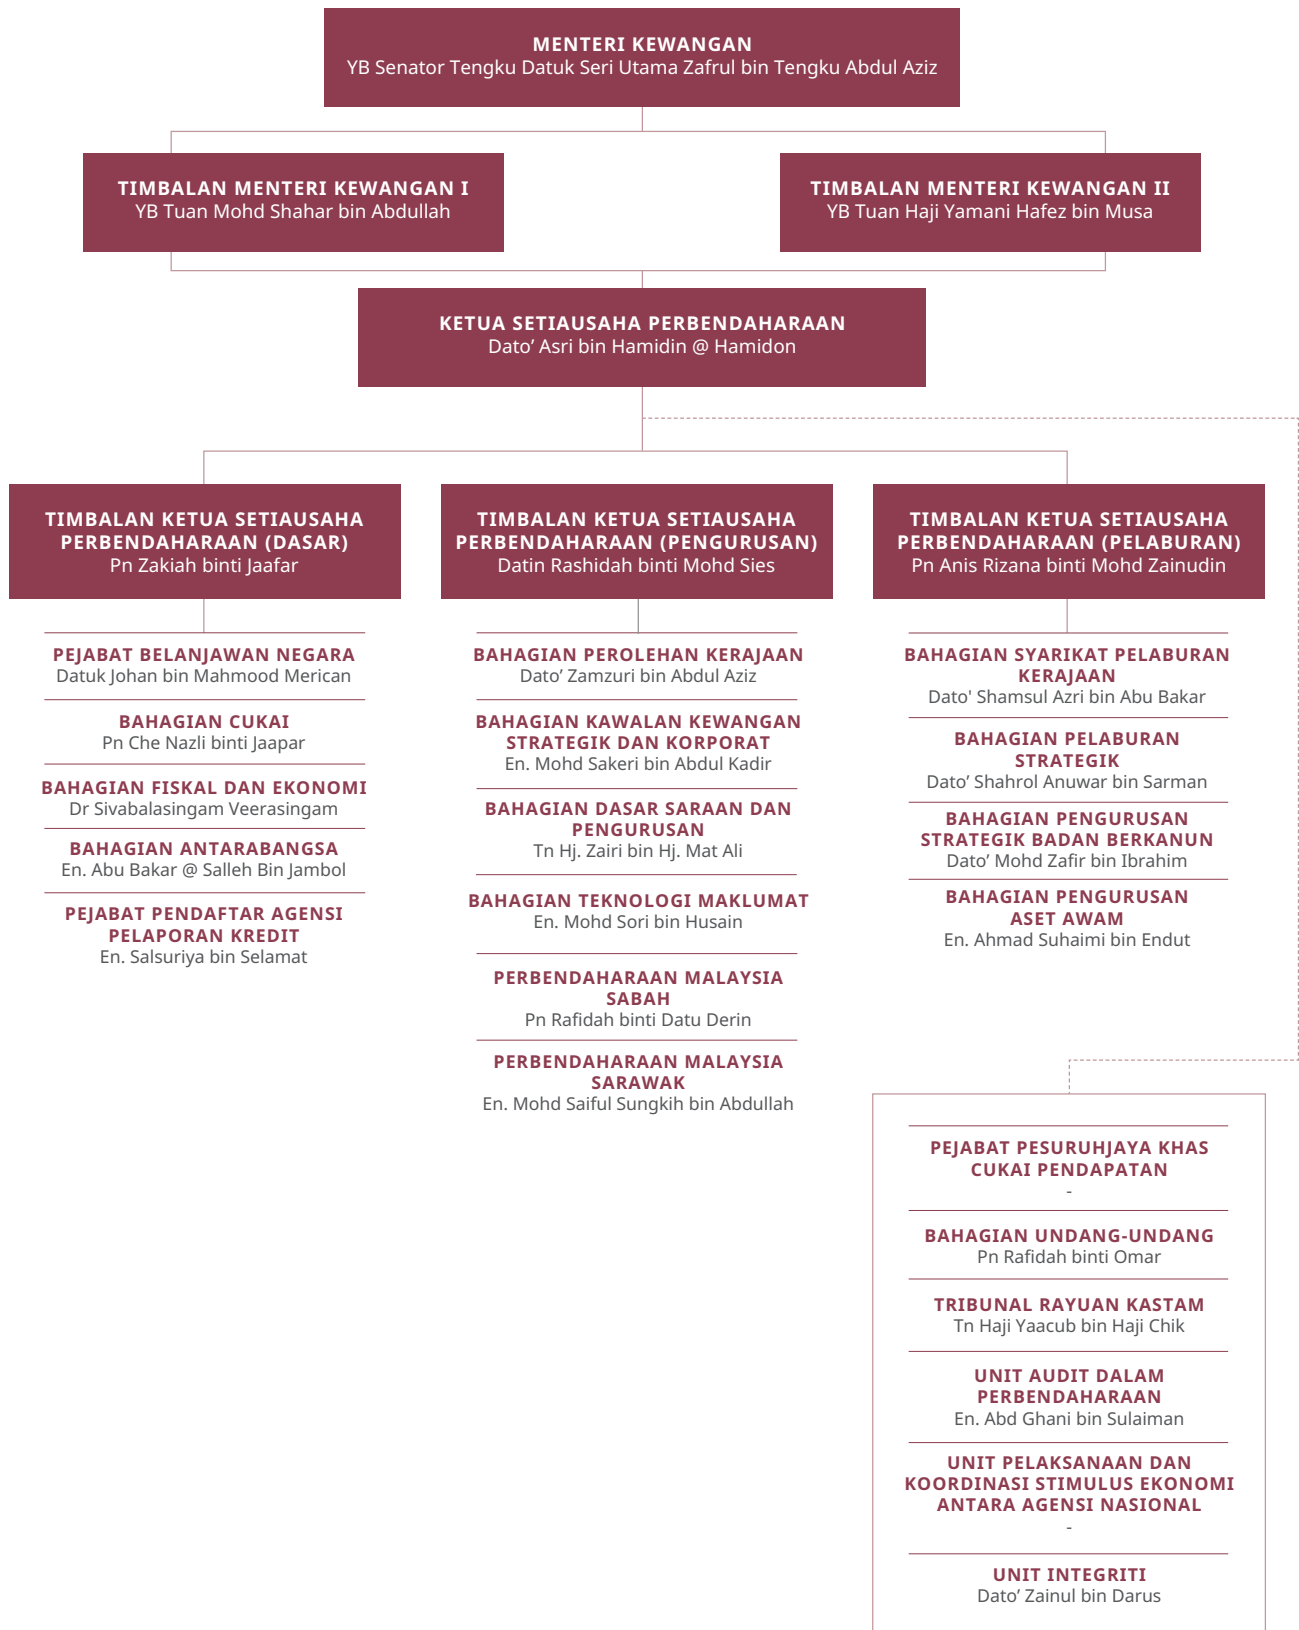 MENTERI KEWANGAN
YB Senator Tengku Datuk Seri Utama Zafrul bin Tengku Abdul Aziz
TIMBALAN MENTERI KEWANGAN I
YB Tuan Mohd Shahar bin Abdullah
TIMBALAN MENTERI KEWANGAN II
YB Tuan Haji Yamani Hafez bin Musa
KETUA SETIAUSAHA PERBENDAHARAAN
Dato’ Asri bin Hamidin @ Hamidon
TIMBALAN KETUA SETIAUSAHA
PERBENDAHARAAN (DASAR)
Pn Zakiah binti Jaafar
PEJABAT BELANJAWAN NEGARA
Datuk Johan bin Mahmood Merican
BAHAGIAN CUKAI
Pn Che Nazli binti Jaapar
BAHAGIAN FISKAL DAN EKONOMI
Dr Sivabalasingam Veerasingam
BAHAGIAN ANTARABANGSA
En. Abu Bakar @ Salleh Bin Jambol
PEJABAT PENDAFTAR AGENSI
PELAPORAN KREDIT
En. Salsuriya bin Selamat
TIMBALAN KETUA SETIAUSAHA
PERBENDAHARAAN (PENGURUSAN)
Datin Rashidah binti Mohd Sies
BAHAGIAN PEROLEHAN KERAJAAN
Dato’ Zamzuri bin Abdul Aziz
BAHAGIAN KAWALAN KEWANGAN
STRATEGIK DAN KORPORAT
En. Mohd Sakeri bin Abdul Kadir
BAHAGIAN DASAR SARAAN DAN
PENGURUSAN
Tn Hj. Zairi bin Hj. Mat Ali
BAHAGIAN TEKNOLOGI MAKLUMAT
En. Mohd Sori bin Husain
PERBENDAHARAAN MALAYSIA
SABAH
Pn Rafidah binti Datu Derin
PERBENDAHARAAN MALAYSIA
SARAWAK
En. Mohd Saiful Sungkih bin Abdullah
TIMBALAN KETUA SETIAUSAHA
PERBENDAHARAAN (PELABURAN)
Pn Anis Rizana binti Mohd Zainudin
BAHAGIAN SYARIKAT PELABURAN
KERAJAAN
Dato' Shamsul Azri bin Abu Bakar
BAHAGIAN PELABURAN
STRATEGIK
Dato’ Shahrol Anuwar bin Sarman
BAHAGIAN PENGURUSAN
STRATEGIK BADAN BERKANUN
Dato’ Mohd Zafir bin Ibrahim
BAHAGIAN PENGURUSAN
ASET AWAM
En. Ahmad Suhaimi bin Endut
PEJABAT PESURUHJAYA KHAS
CUKAI PENDAPATAN
-
BAHAGIAN UNDANG-UNDANG
Pn Rafidah binti Omar
TRIBUNAL RAYUAN KASTAM
Tn Haji Yaacub bin Haji Chik
UNIT AUDIT DALAM
PERBENDAHARAAN
En. Abd Ghani bin Sulaiman
UNIT PELAKSANAAN DAN
KOORDINASI STIMULUS EKONOMI
ANTARA AGENSI NASIONAL
-
UNIT INTEGRITI
Dato’ Zainul bin Darus